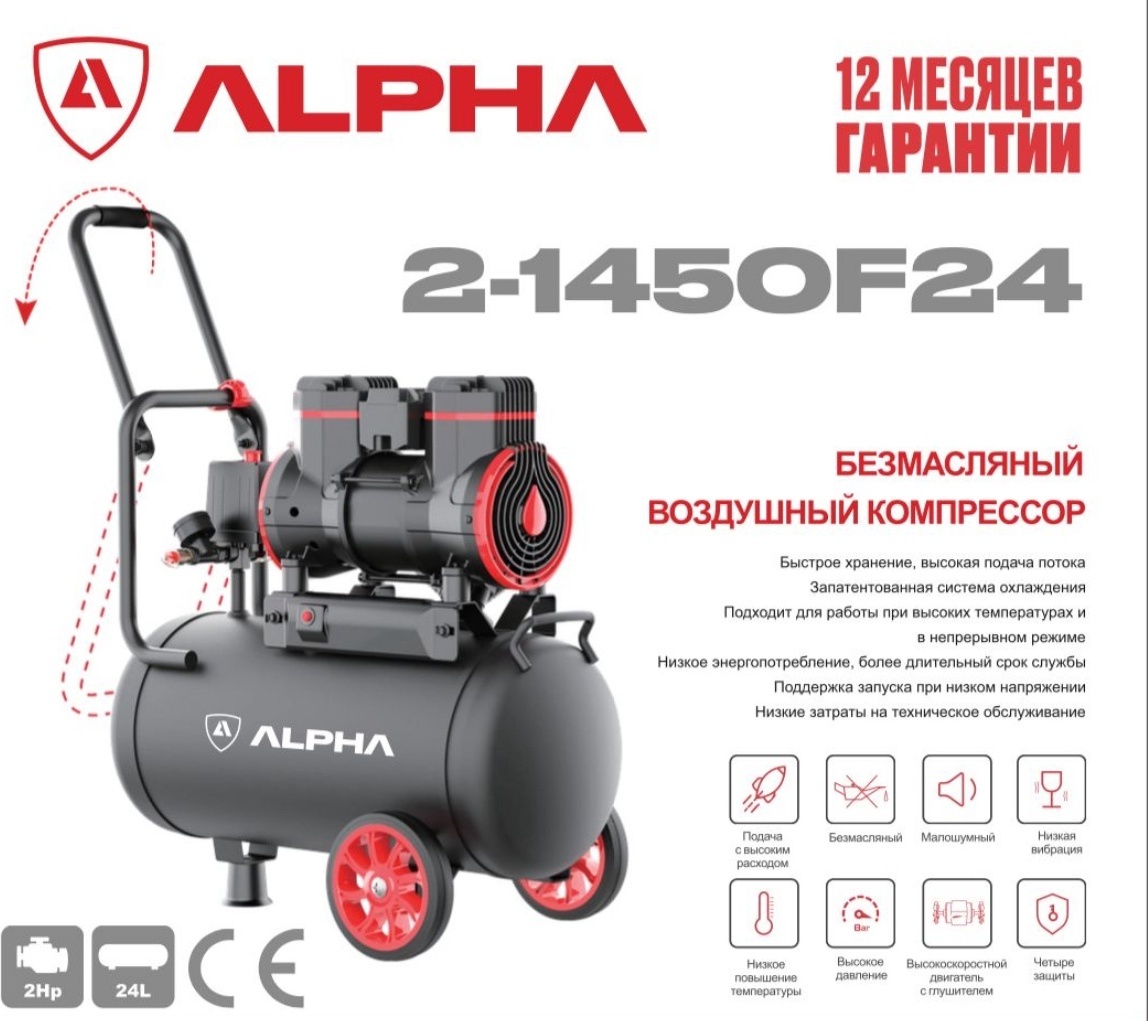 ALPHA
12 МЕСЯЦЕВ
ГАРАНТИИ
2-145OF24
БЕЗМАСЛЯНЫЙ
ВОЗДУШНЫЙ КОМПРЕССОР
Быстрое хранение, высокая подача потока
Запатентованная система охлаждения
Подходит для работы при высоких температурах и
в непрерывном режиме
Низкое энергопотребление, более длительный срок службы
Поддержка запуска при низком напряжении
Низкие затраты на техническое обслуживание
ALPHA
Подача
с высоким
расходом
Безмасляный
Малошумный
Низкая
вибрация
Bar
Низкое
повышение
температуры
Высокое
давление
Высокоскоростной
двигатель
с глушителем
Четыре
защиты
2Hp
24L
CE